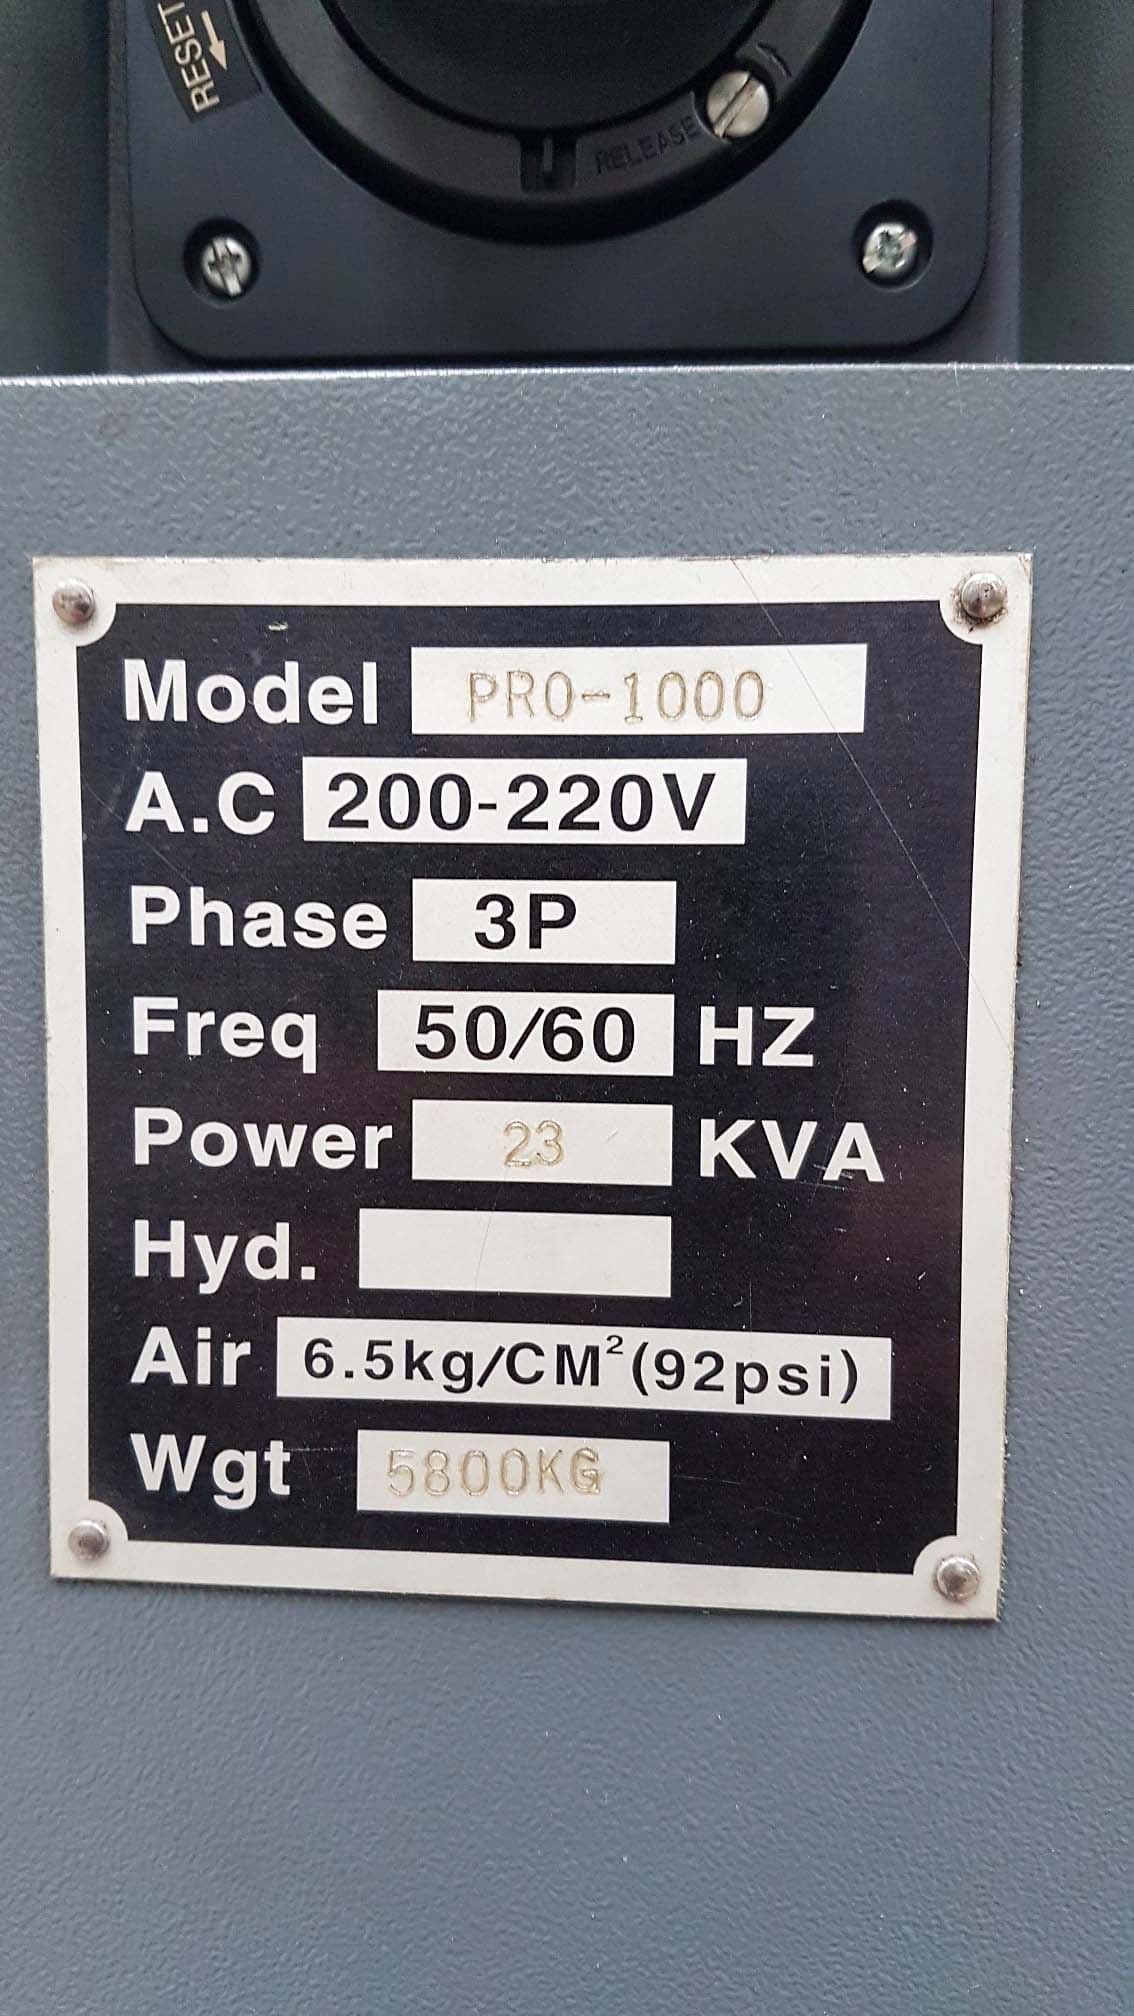 RESET
RELEASE
Model PRO-1000
A.C 200-220V
Phase 3P
Freq 50/60 HZ
Power 23 KVA
Hyd.
Air 6.5kg/CM²(92psi)
Wgt 5800KG